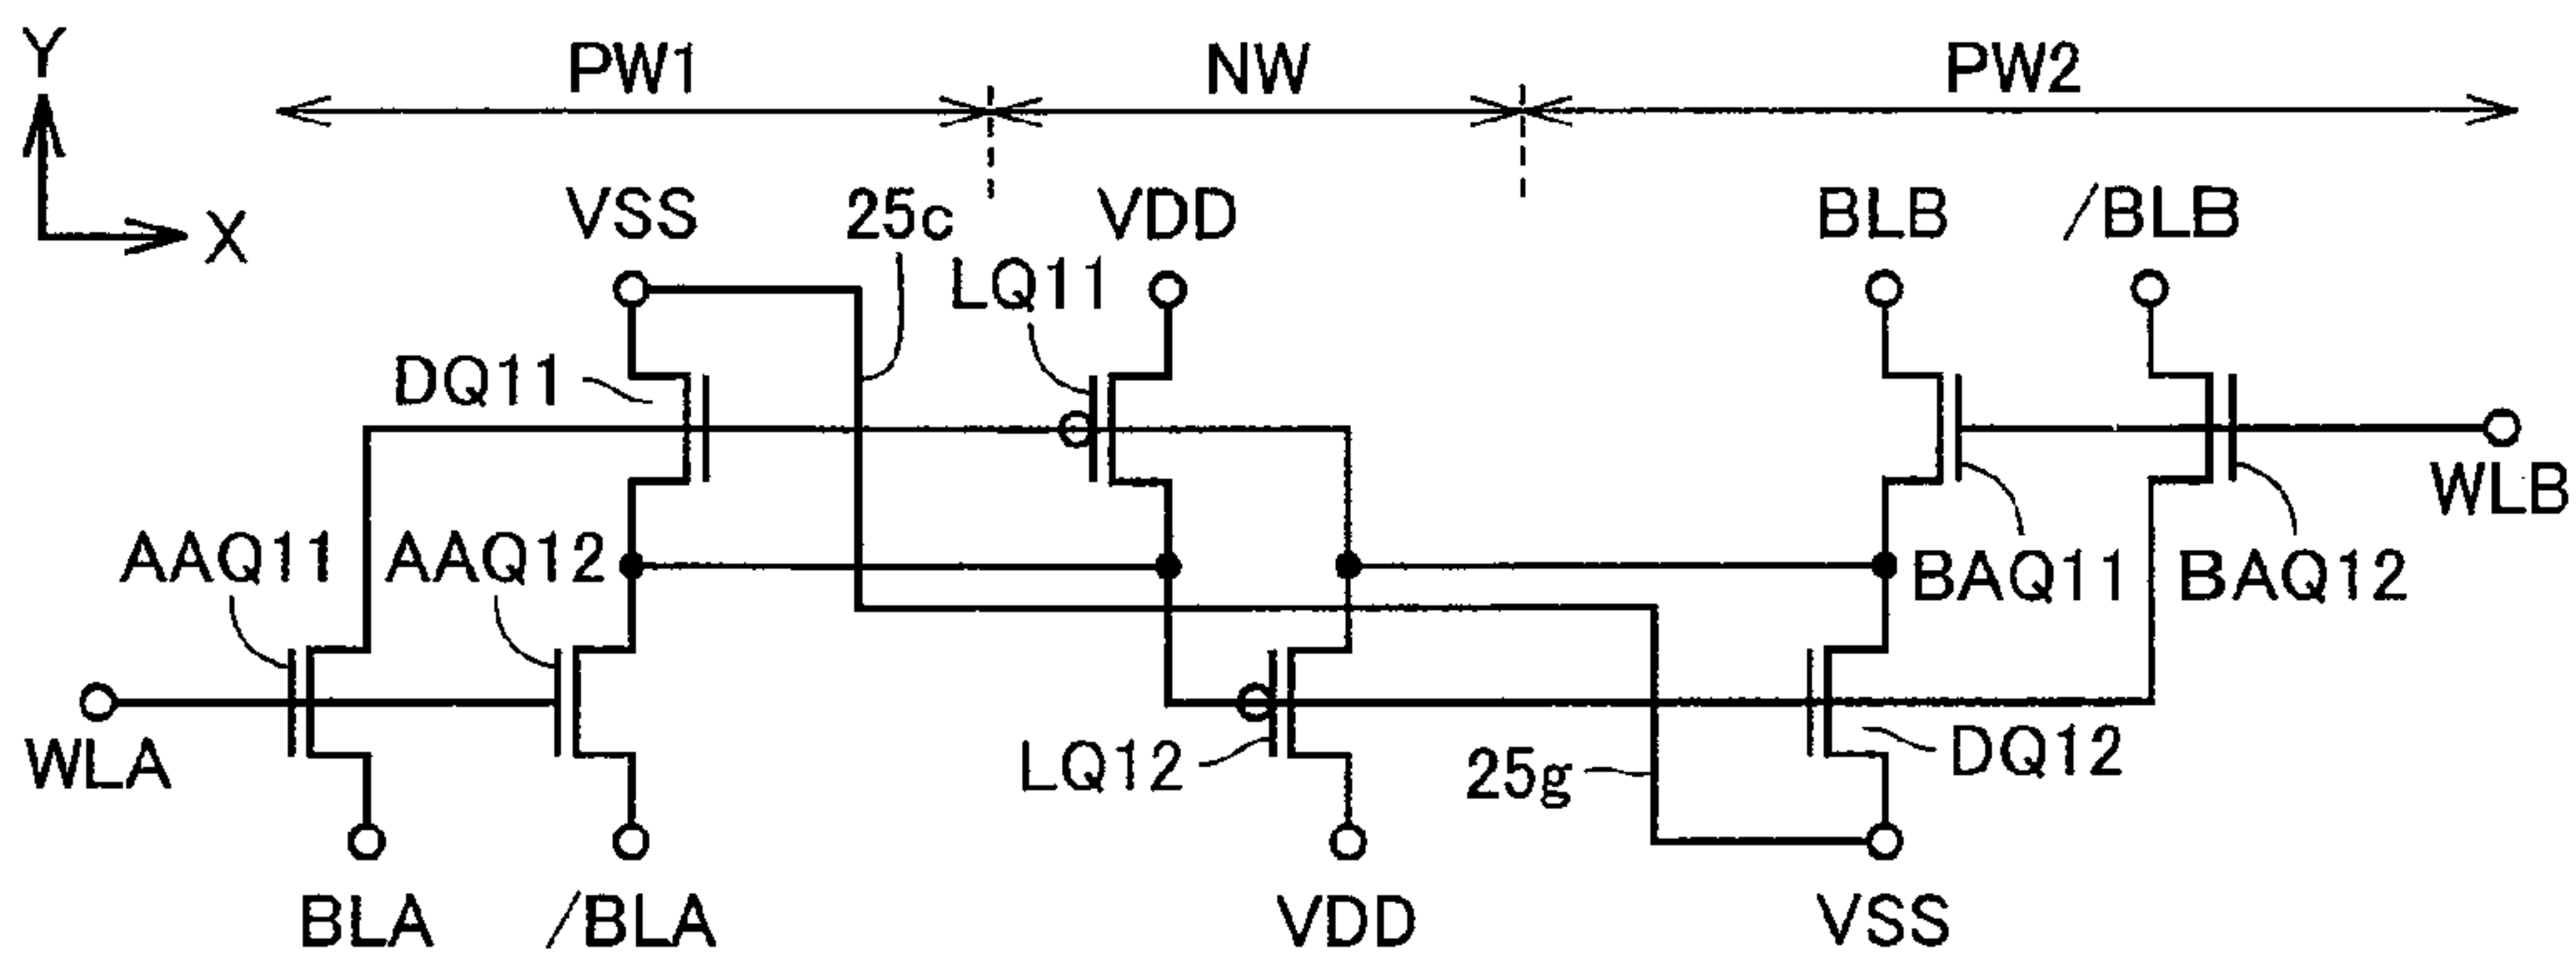 Y
PW1 NW PW2
X
VSS 25c VDD BLB /BLB
LQ11
DQ11
WLB
AAQ11 AAQ12 BAQ11 BAQ12
WLA LQ12 25g DQ12
BLA /BLA VDD VSS